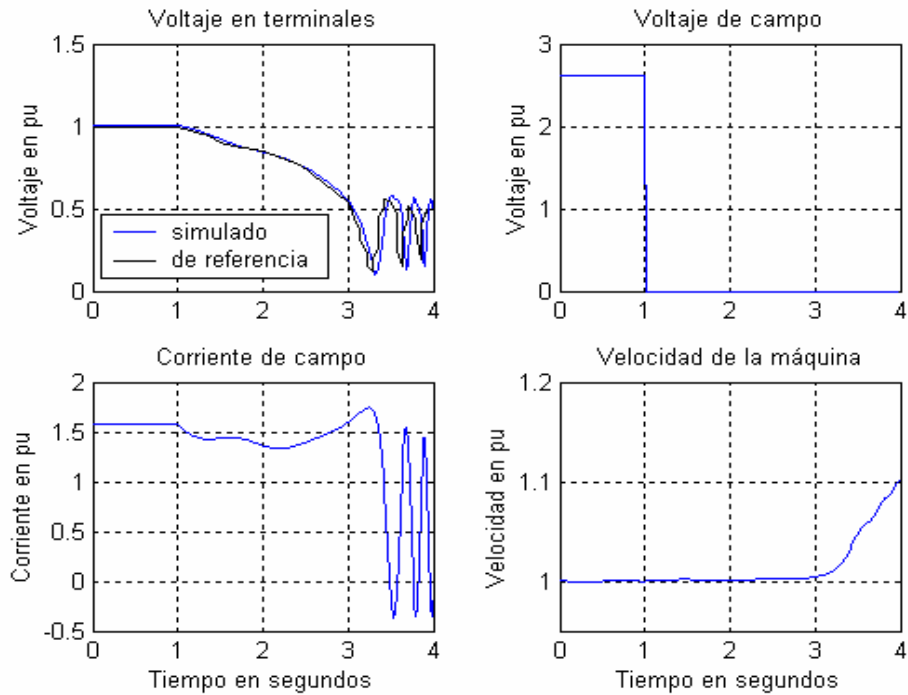 Voltaje en terminales
Voltaje en pu
1.5
1
0.5
0
simulado
de referencia
0 1 2 3 4
Voltaje de campo
Voltaje en pu
3
2
1
0
0 1 2 3 4
Corriente de campo
Corriente en pu
2
1.5
1
0.5
0
-0.5
0 1 2 3 4
Tiempo en segundos
Velocidad de la máquina
Velocidad en pu
1.2
1.1
1
0 1 2 3 4
Tiempo en segundos